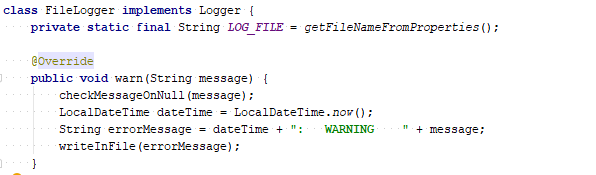 class FileLogger implements Logger {
    private static final String LOG_FILE = getFileNameFromProperties();
    @Override
    public void warn(String message) {
        checkMessageOnNull(message);
        LocalDateTime dateTime = LocalDateTime.now();
        String errorMessage = dateTime + ":   WARNING    " + message;
        writeInFile(errorMessage);
    }